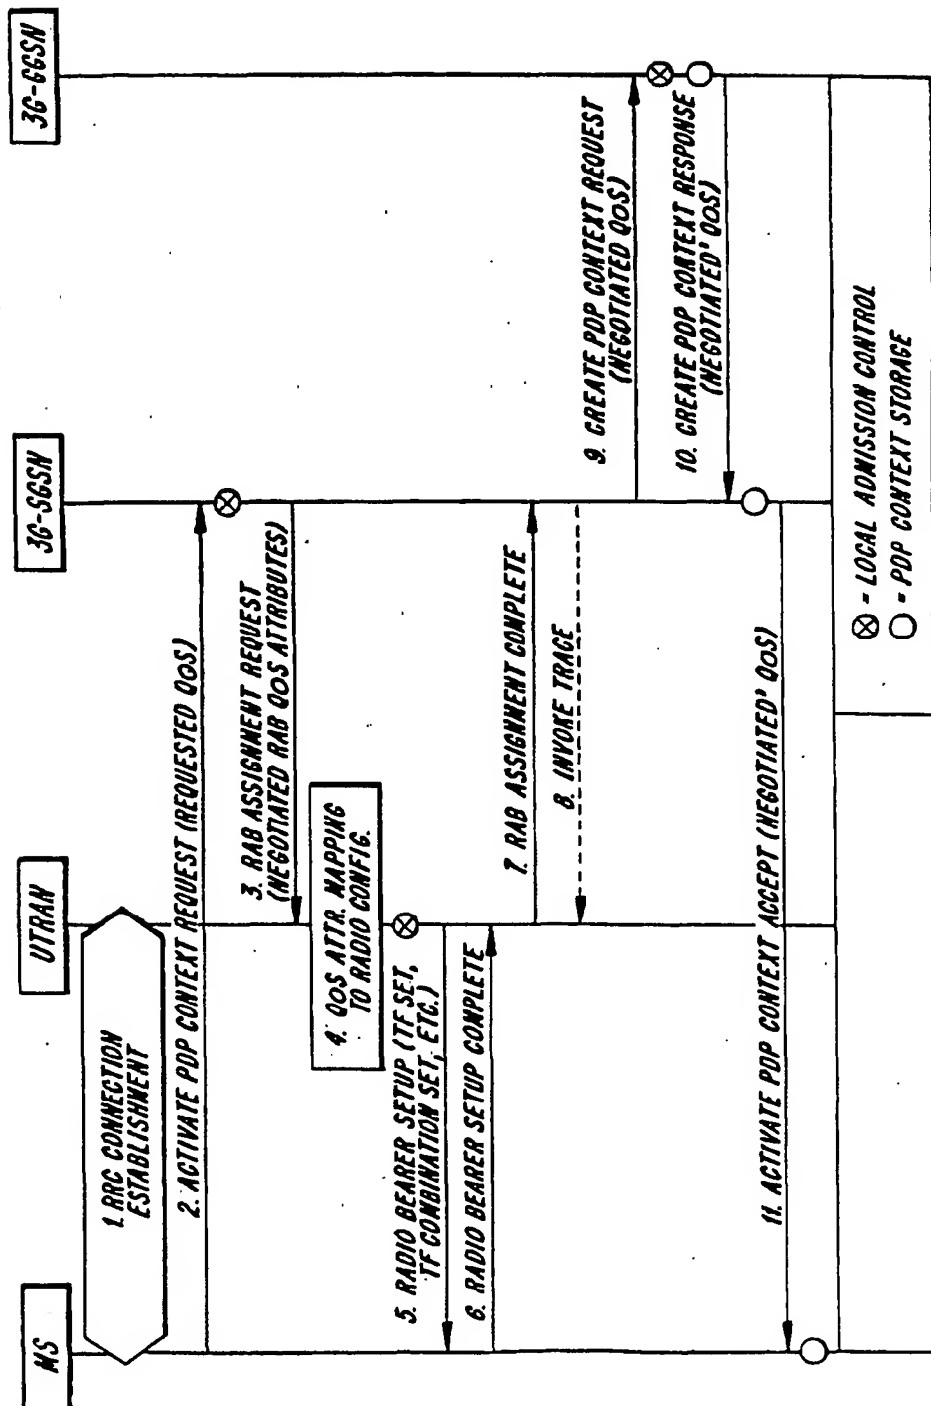 MS
UTRAN
3G-SGSN
3G-GGSN
1. RRC CONNECTION
ESTABLISHMENT
2. ACTIVATE PDP CONTEXT REQUEST (REQUESTED QOS)
3. RAB ASSIGNMENT REQUEST
(NEGOTIATED RAB QOS ATTRIBUTES)
4. QOS ATTR. MAPPING
TO RADIO CONFIG.
5. RADIO BEARER SETUP (TF SET,
TF COMBINATION SET, ETC.)
6. RADIO BEARER SETUP COMPLETE
7. RAB ASSIGNMENT COMPLETE
8. INVOKE TRACE
9. CREATE PDP CONTEXT REQUEST
(NEGOTIATED QOS)
10. CREATE PDP CONTEXT RESPONSE
(NEGOTIATED' QOS)
11. ACTIVATE PDP CONTEXT ACCEPT (NEGOTIATED' QOS)
= LOCAL ADMISSION CONTROL
= PDP CONTEXT STORAGE